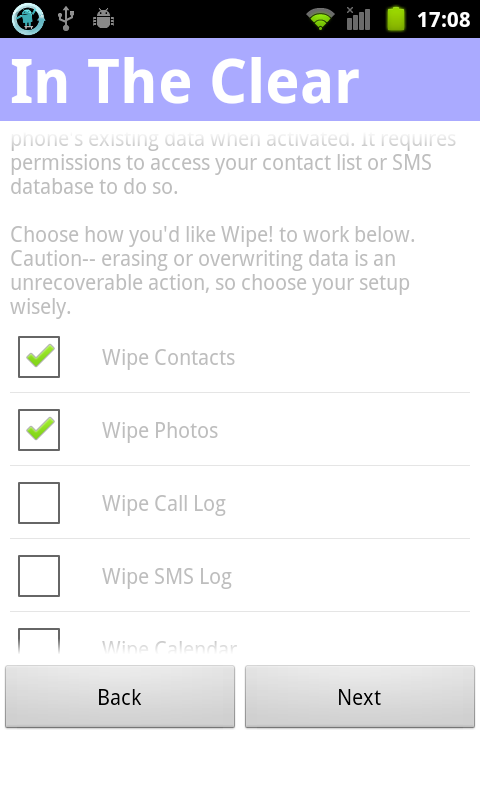 17:08
In The Clear
phone's existing data when activated. It requires
permissions to access your contact list or SMS
database to do so.
Choose how you'd like Wipe! to work below.
Caution-- erasing or overwriting data is an
unrecoverable action, so choose your setup
wisely.
Wipe Contacts
Wipe Photos
Wipe Call Log
Wipe SMS Log
Wipe Calendar
Back
Next